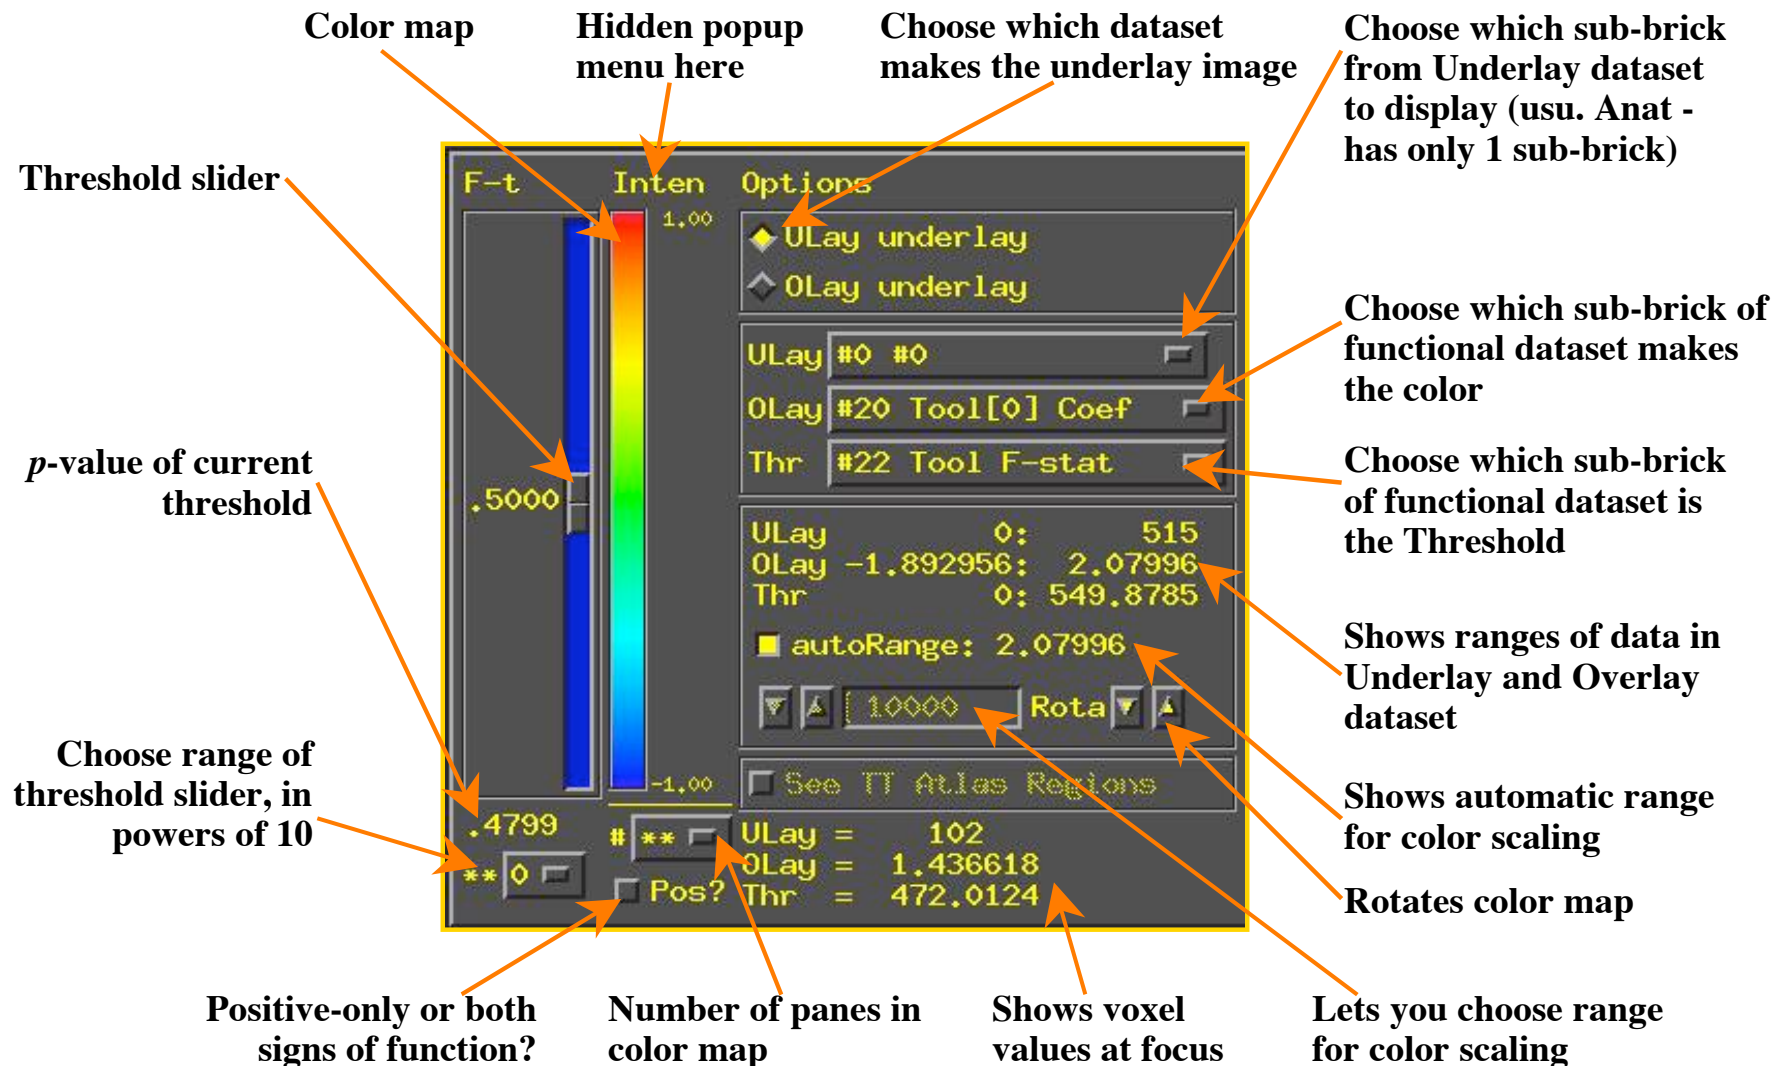 Color map
Hidden popup
menu here
Choose which dataset
makes the underlay image
Choose which sub-brick
from Underlay dataset
to display (usu. Anat -
has only 1 sub-brick)
Threshold slider
F-t
Inten
Options
1.00
ULay underlay
OLay underlay
Choose which sub-brick of
functional dataset makes
the color
ULay #0 #0
OLay #20 Tool[0] Coef
Thr #22 Tool F-stat
p-value of current
threshold
.5000
Choose which sub-brick
of functional dataset is
the Threshold
ULay 0: 515
OLay -1.892956: 2.07996
Thr 0: 549.8785
autoRange: 2.07996
10000 Rota
Shows ranges of data in
Underlay and Overlay
dataset
Choose range of
threshold slider, in
powers of 10
-1.00
See TT Atlas Regions
Shows automatic range
for color scaling
.4799
** 0
# **
Pos?
ULay = 102
OLay = 1.436618
Thr = 472.0124
Rotates color map
Positive-only or both
signs of function?
Number of panes in
color map
Shows voxel
values at focus
Lets you choose range
for color scaling